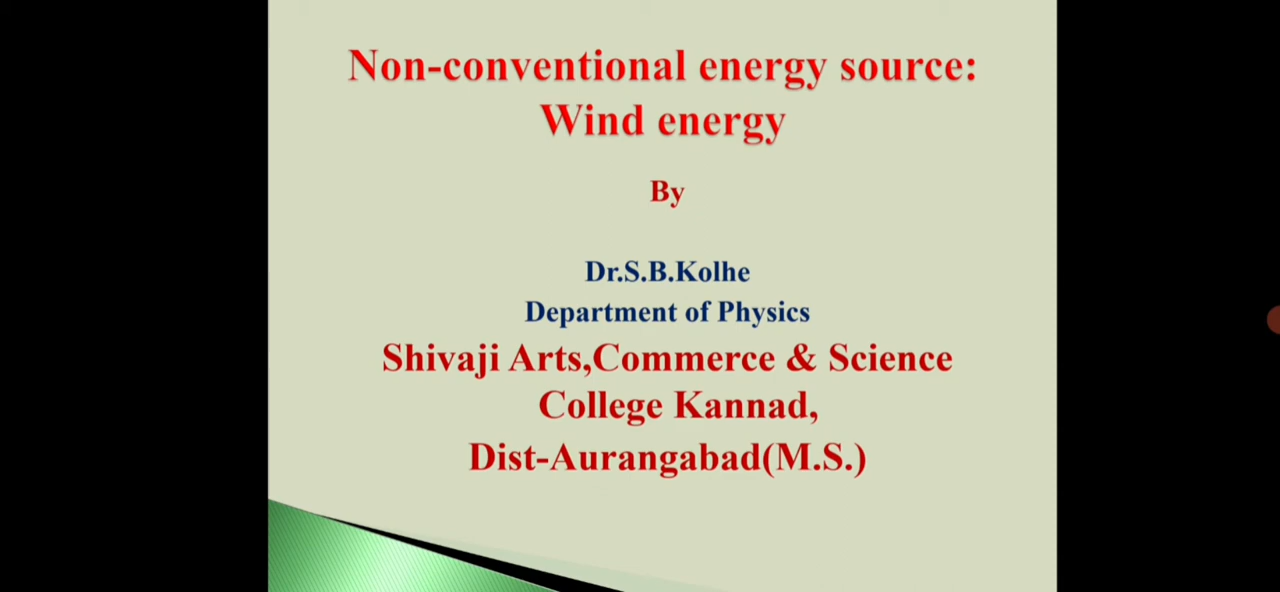 Non-conventional energy source:
Wind energy
By
Dr.S.B.Kolhe
Department of Physics
Shivaji Arts,Commerce & Science
College Kannad,
Dist-Aurangabad(M.S.)